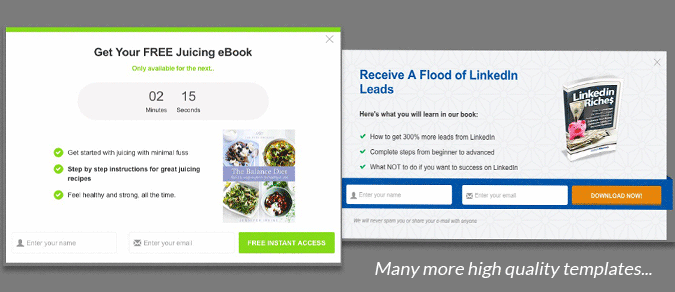 Get Your FREE Juicing eBook
Only available for the next..
02 15
Minutes Seconds
Get started with juicing with minimal fuss
Step by step instructions for great juicing
recipes
Feel healthy and strong, all the time.
The Balance Diet
Enter your name
Enter your email
FREE INSTANT ACCESS
Receive A Flood of LinkedIn
Leads
Here's what you will learn in our book:
How to get 300% more leads from LinkedIn
Complete steps from beginner to advanced
What NOT to do if you want to success on LinkedIn
LinkedIn
Riche$
Enter your name
Enter your email
DOWNLOAD NOW!
We will never spam you or share your e-mail with anyone
Many more high quality templates...